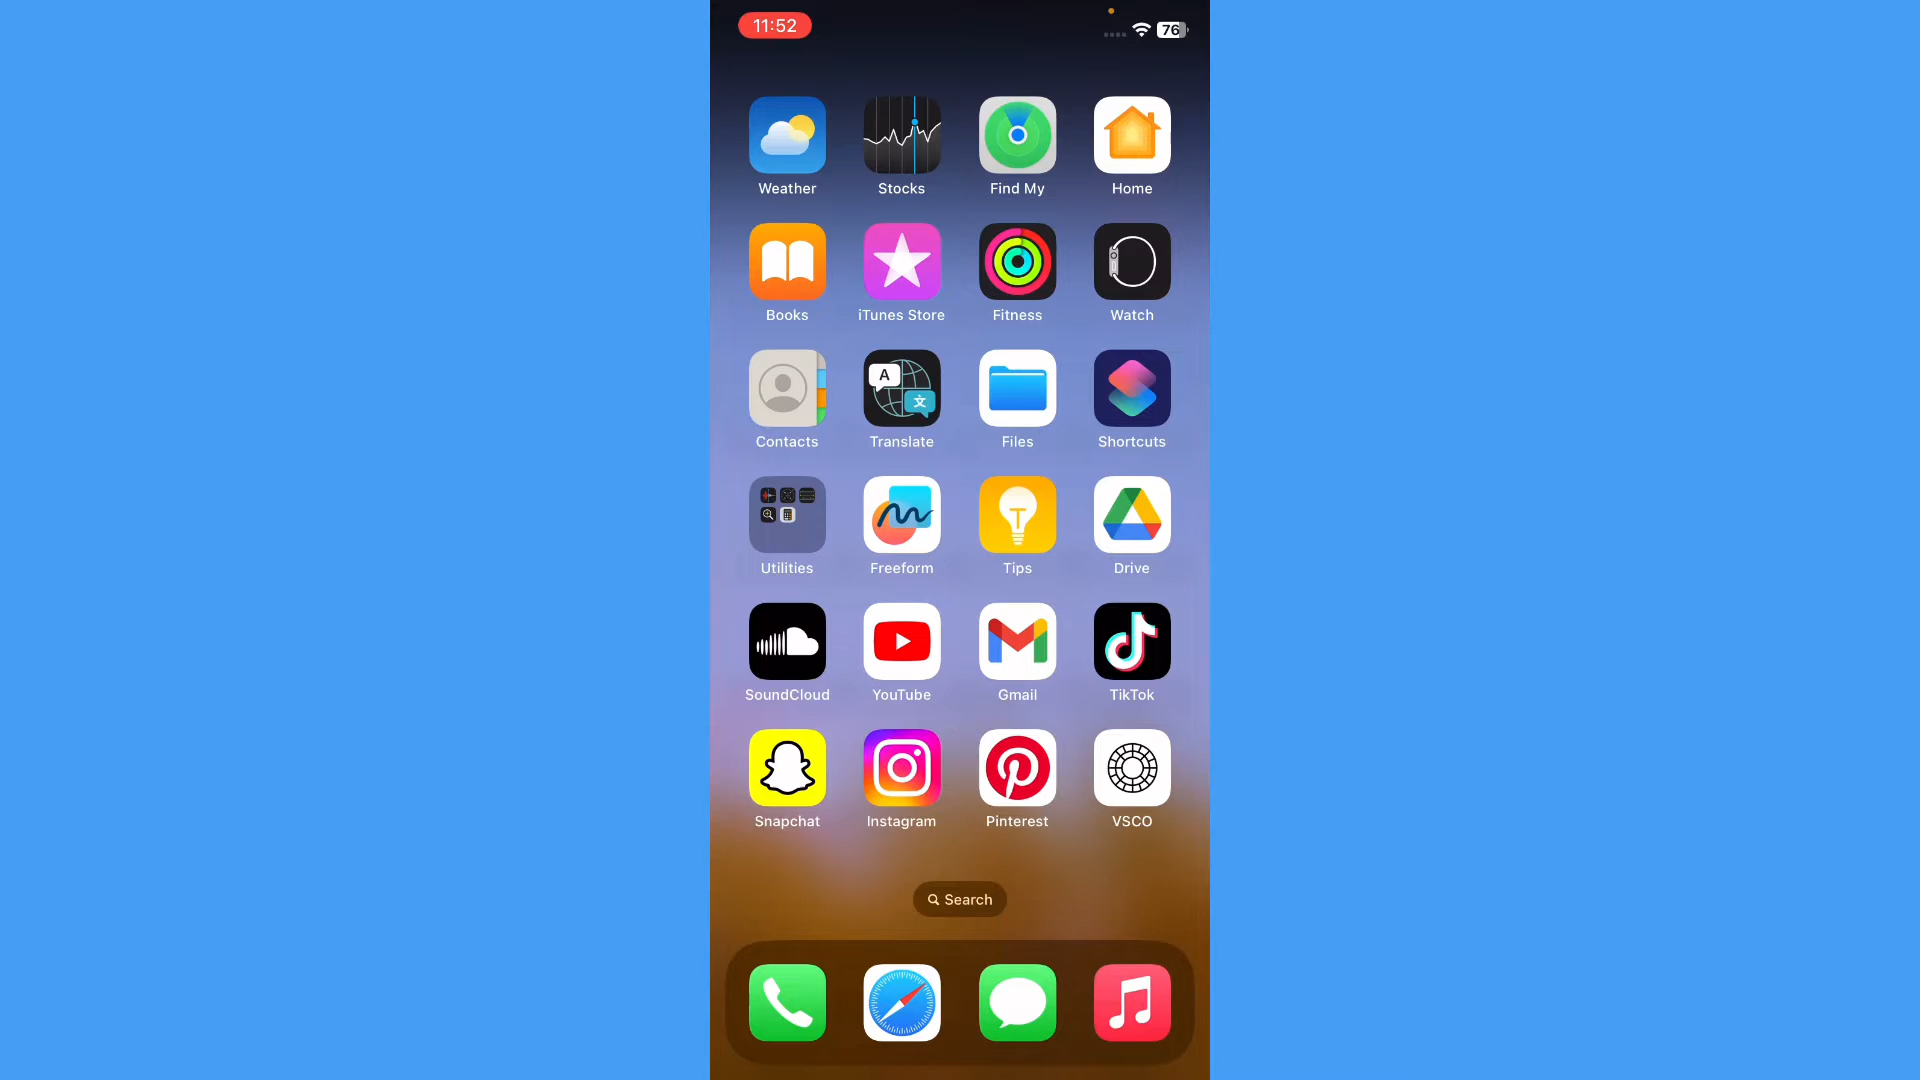 11:52
76
Weather Stocks Find My Home
Books iTunes Store Fitness Watch
A 文
Contacts Translate Files Shortcuts
T
Utilities Freeform Tips Drive
SoundCloud YouTube Gmail TikTok
Snapchat Instagram Pinterest VSCO
Search